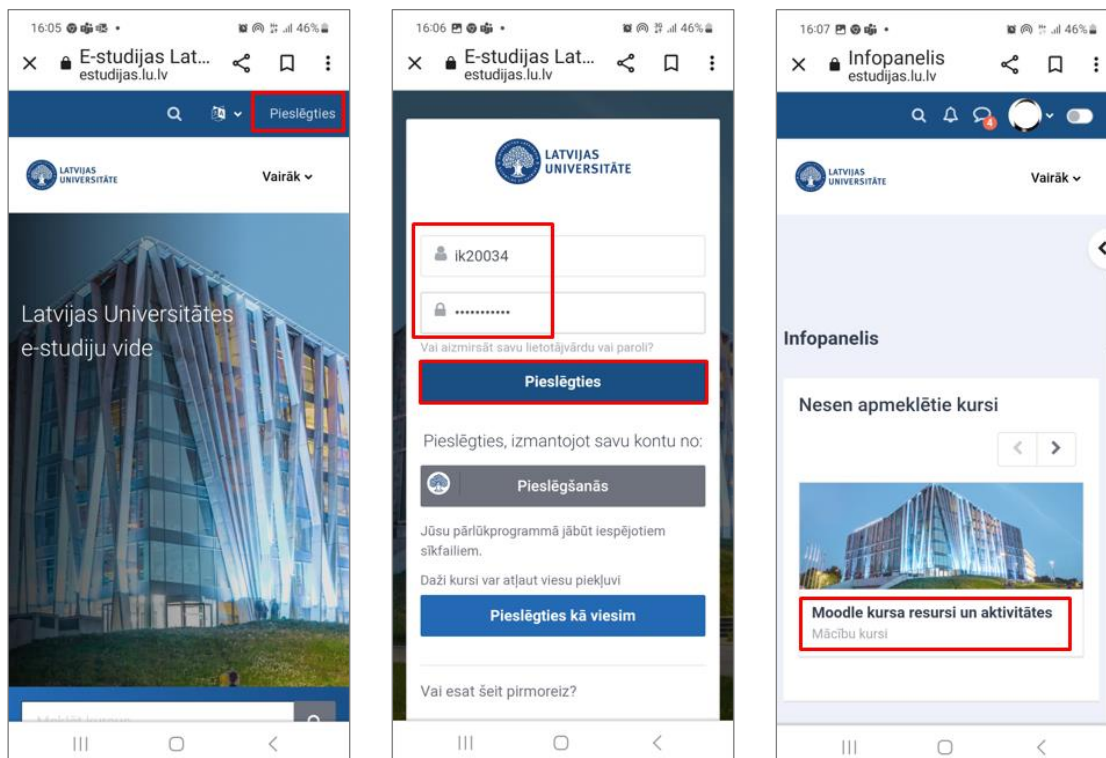 16:05
46%
E-studijas Lat...
estudijas.lu.lv
Pieslēgties
LATVIJAS
UNIVERSITĀTE
Vairāk
Latvijas Universitātes
e-studiju vide
16:06
46%
E-studijas Lat...
estudijas.lu.lv
LATVIJAS
UNIVERSITĀTE
ik20034
•••••••••••
Vai aizmirsāt savu lietotājvārdu vai paroli?
Pieslēgties
Pieslēgties, izmantojot savu kontu no:
Pieslēgšanās
Jūsu pārlūkprogrammā jābūt iespējotiem
sīkfailiem.
Daži kursi var atļaut viesu piekļuvi
Pieslēgties kā viesim
Vai esat šeit pirmoreiz?
16:07
46%
Infopanelis
estudijas.lu.lv
4
LATVIJAS
UNIVERSITĀTE
Vairāk
Infopanelis
Nesen apmeklētie kursi
Moodle kursa resursi un aktivitātes
Mācību kursi